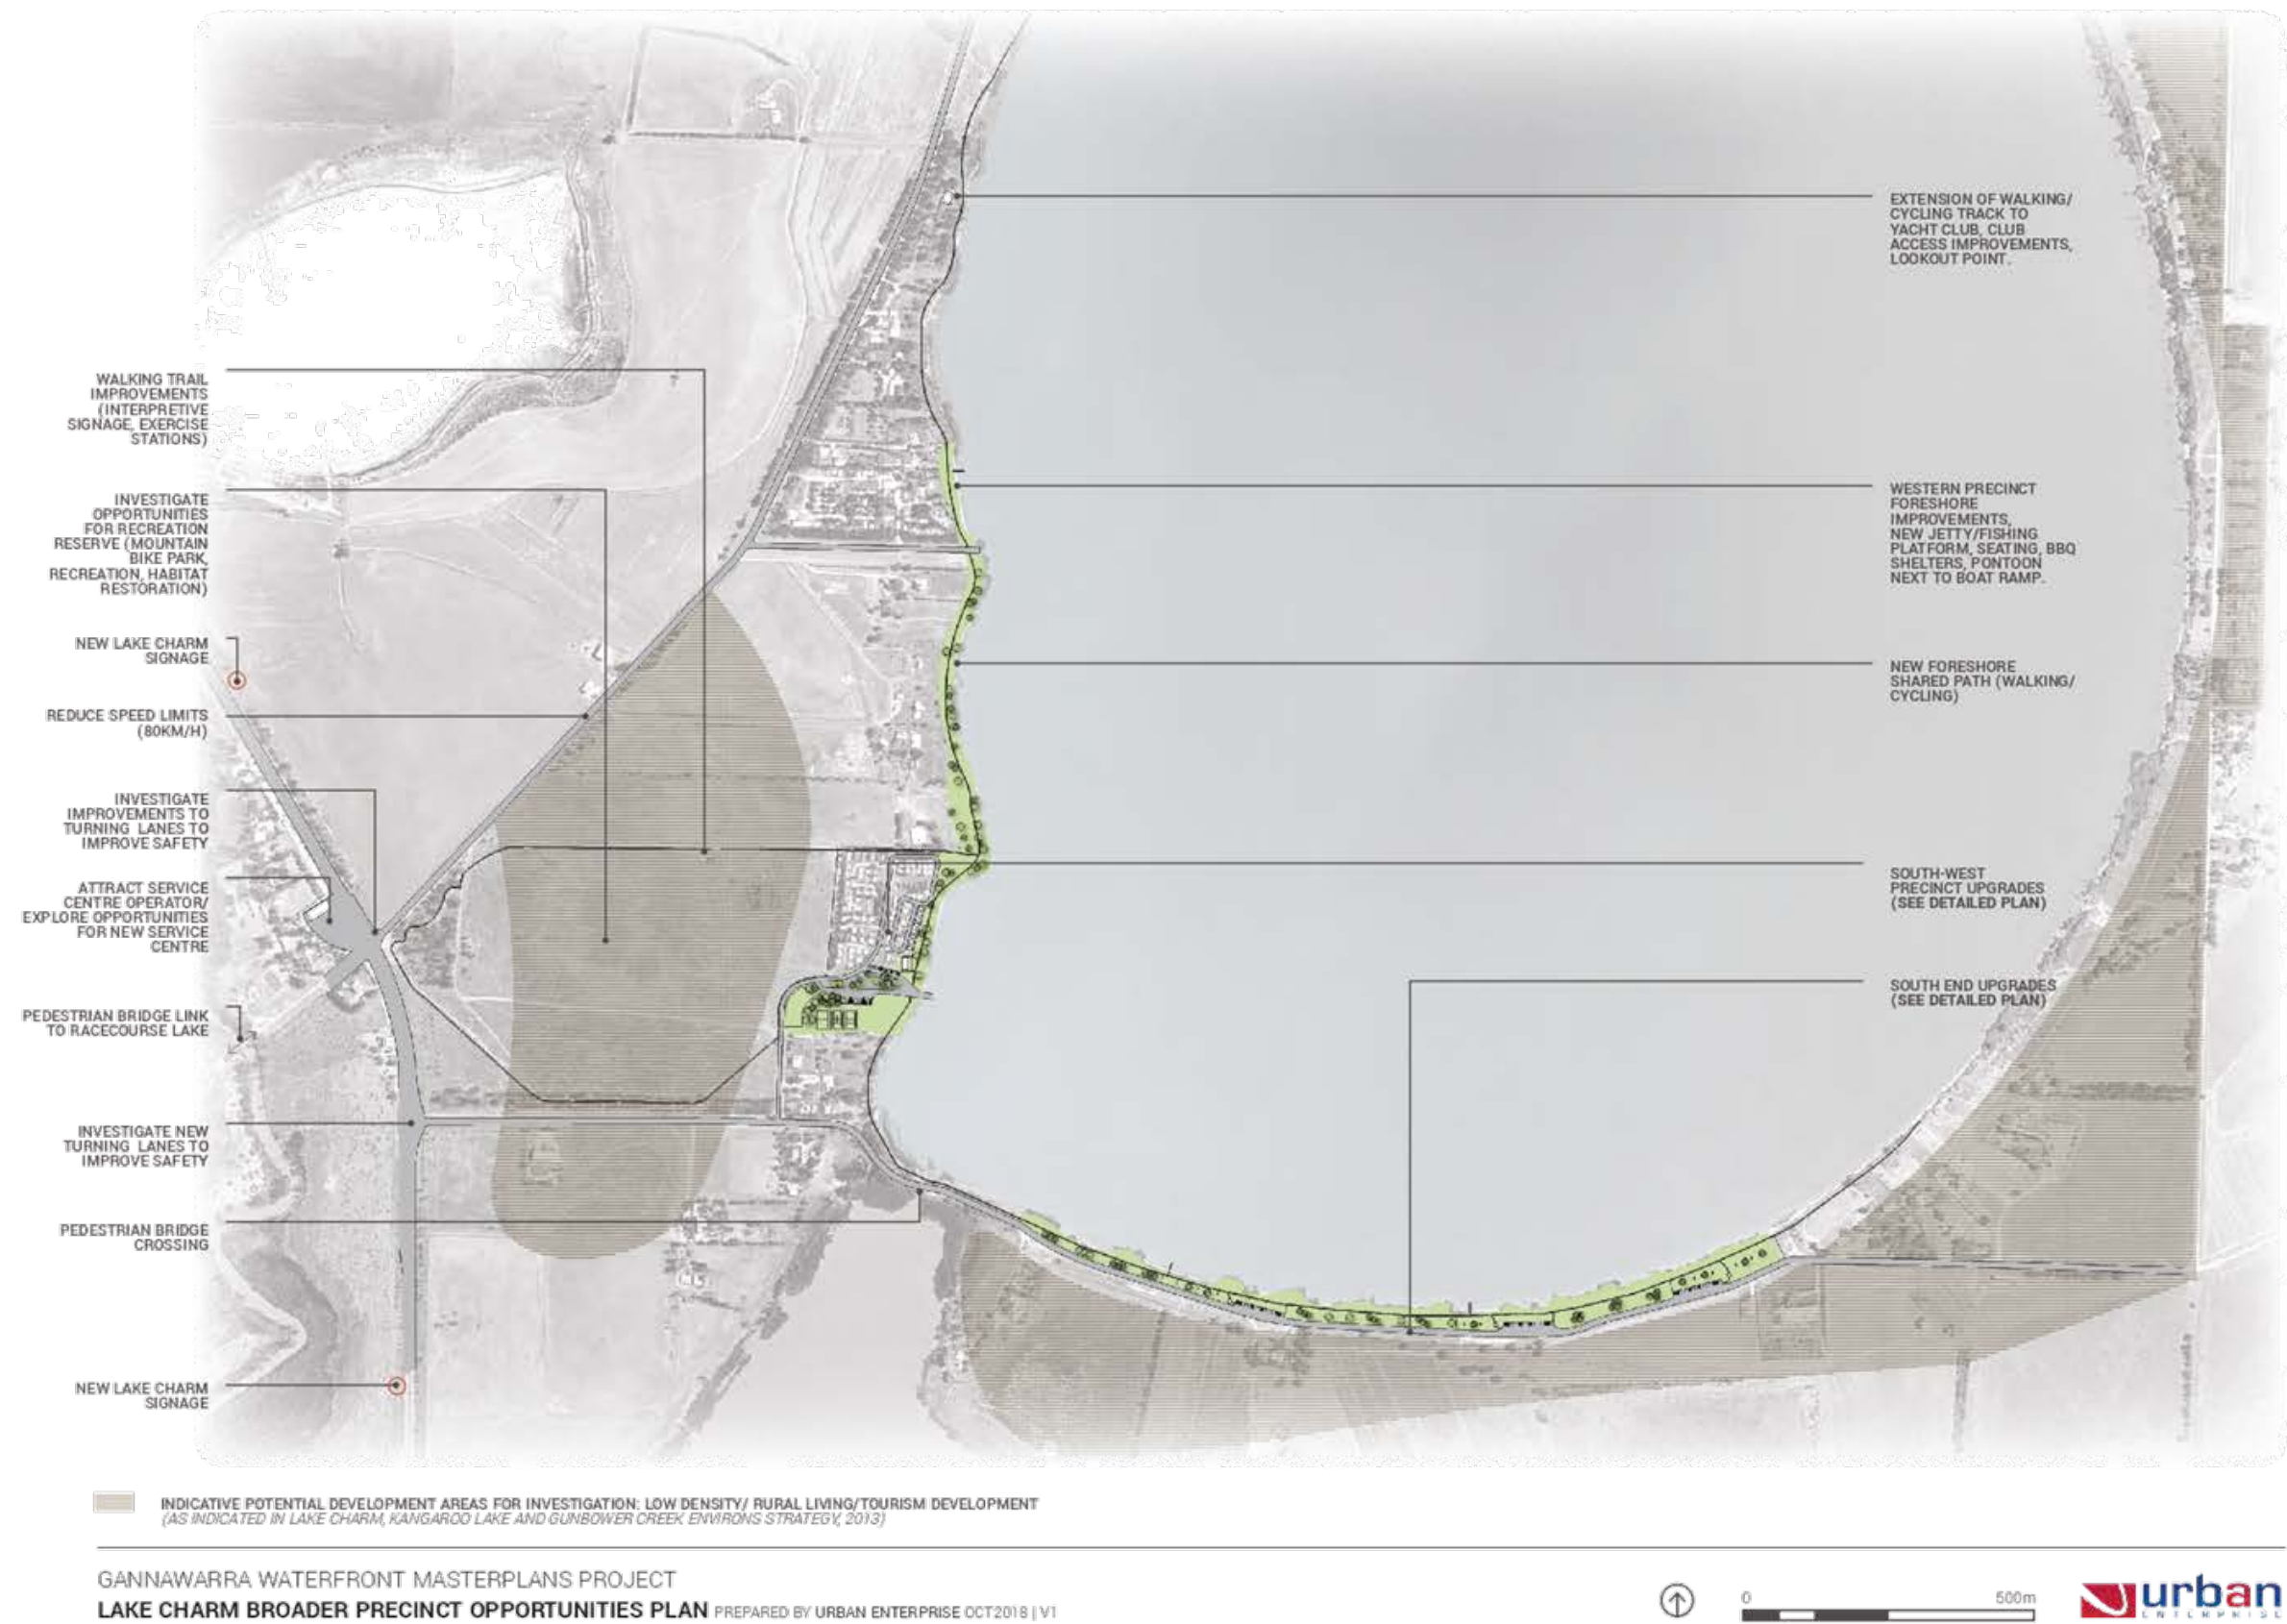 WALKING TRAIL
IMPROVEMENTS
(INTERPRETIVE
SIGNAGE, EXERCISE
STATIONS)
INVESTIGATE
OPPORTUNITIES
FOR RECREATION
RESERVE (MOUNTAIN
BIKE PARK,
RECREATION, HABITAT
RESTORATION)
NEW LAKE CHARM
SIGNAGE
REDUCE SPEED LIMITS
(80KM/H)
INVESTIGATE
IMPROVEMENTS TO
TURNING LANES TO
IMPROVE SAFETY
ATTRACT SERVICE
CENTRE OPERATOR/
EXPLORE OPPORTUNITIES
FOR NEW SERVICE
CENTRE
PEDESTRIAN BRIDGE LINK
TO RACECOURSE LAKE
INVESTIGATE NEW
TURNING LANES TO
IMPROVE SAFETY
PEDESTRIAN BRIDGE
CROSSING
NEW LAKE CHARM
SIGNAGE
EXTENSION OF WALKING/
CYCLING TRACK TO
YACHT CLUB, CLUB
ACCESS IMPROVEMENTS,
LOOKOUT POINT.
WESTERN PRECINCT
FORESHORE
IMPROVEMENTS,
NEW JETTY/FISHING
PLATFORM, SEATING, BBQ
SHELTERS, PONTOON
NEXT TO BOAT RAMP.
NEW FORESHORE
SHARED PATH (WALKING/
CYCLING)
SOUTH-WEST
PRECINCT UPGRADES
(SEE DETAILED PLAN)
SOUTH END UPGRADES
(SEE DETAILED PLAN)
INDICATIVE POTENTIAL DEVELOPMENT AREAS FOR INVESTIGATION: LOW DENSITY/ RURAL LIVING/TOURISM DEVELOPMENT
(AS INDICATED IN LAKE CHARM, KANGAROO LAKE AND GUNBOWER CREEK ENVIRONS STRATEGY, 2013)
GANNAWARRA WATERFRONT MASTERPLANS PROJECT
LAKE CHARM BROADER PRECINCT OPPORTUNITIES PLAN PREPARED BY URBAN ENTERPRISE OCT2018 | V1
0 500m
urban
ENTERPRISE